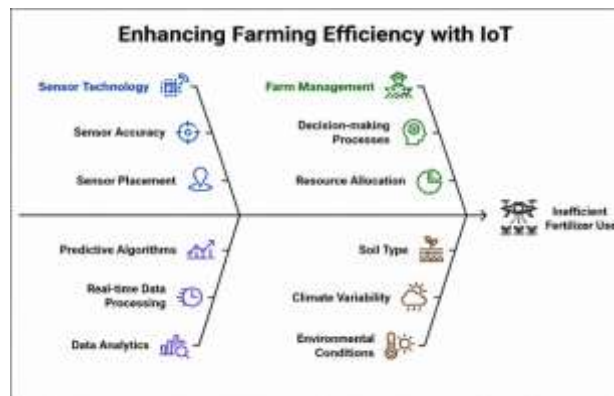 Enhancing Farming Efficiency with IoT
Sensor Technology
Farm Management
Sensor Accuracy
Decision-making
Processes
Sensor Placement
Resource Allocation
Inefficient
Fertilizer Use
Predictive Algorithms
Soil Type
Real-time Data
Processing
Climate Variability
Data Analytics
Environmental
Conditions